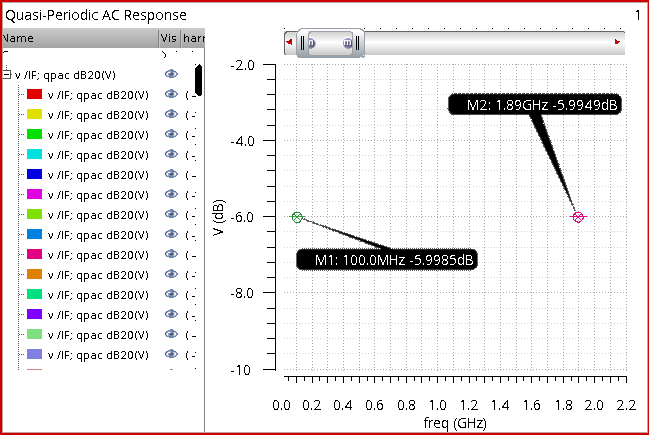 Quasi-Periodic AC Response
1
Name Vis harr
v /IF; qpac dB20(V)
v /IF; qpac dB20(V) (-
v /IF; qpac dB20(V) (-
v /IF; qpac dB20(V) (-
v /IF; qpac dB20(V) (-
v /IF; qpac dB20(V) (-
v /IF; qpac dB20(V) (-
v /IF; qpac dB20(V) (-
v /IF; qpac dB20(V) (-
v /IF; qpac dB20(V) (-
v /IF; qpac dB20(V) (-
v /IF; qpac dB20(V) (-
v /IF; qpac dB20(V) (-
v /IF; qpac dB20(V) (-
v /IF; qpac dB20(V) (-
-2.0
M2: 1.89GHz -5.9949dB
-4.0
V (dB)
-6.0
M1: 100.0MHz -5.9985dB
-8.0
-10
0.0 0.2 0.4 0.6 0.8 1.0 1.2 1.4 1.6 1.8 2.0 2.2
freq (GHz)